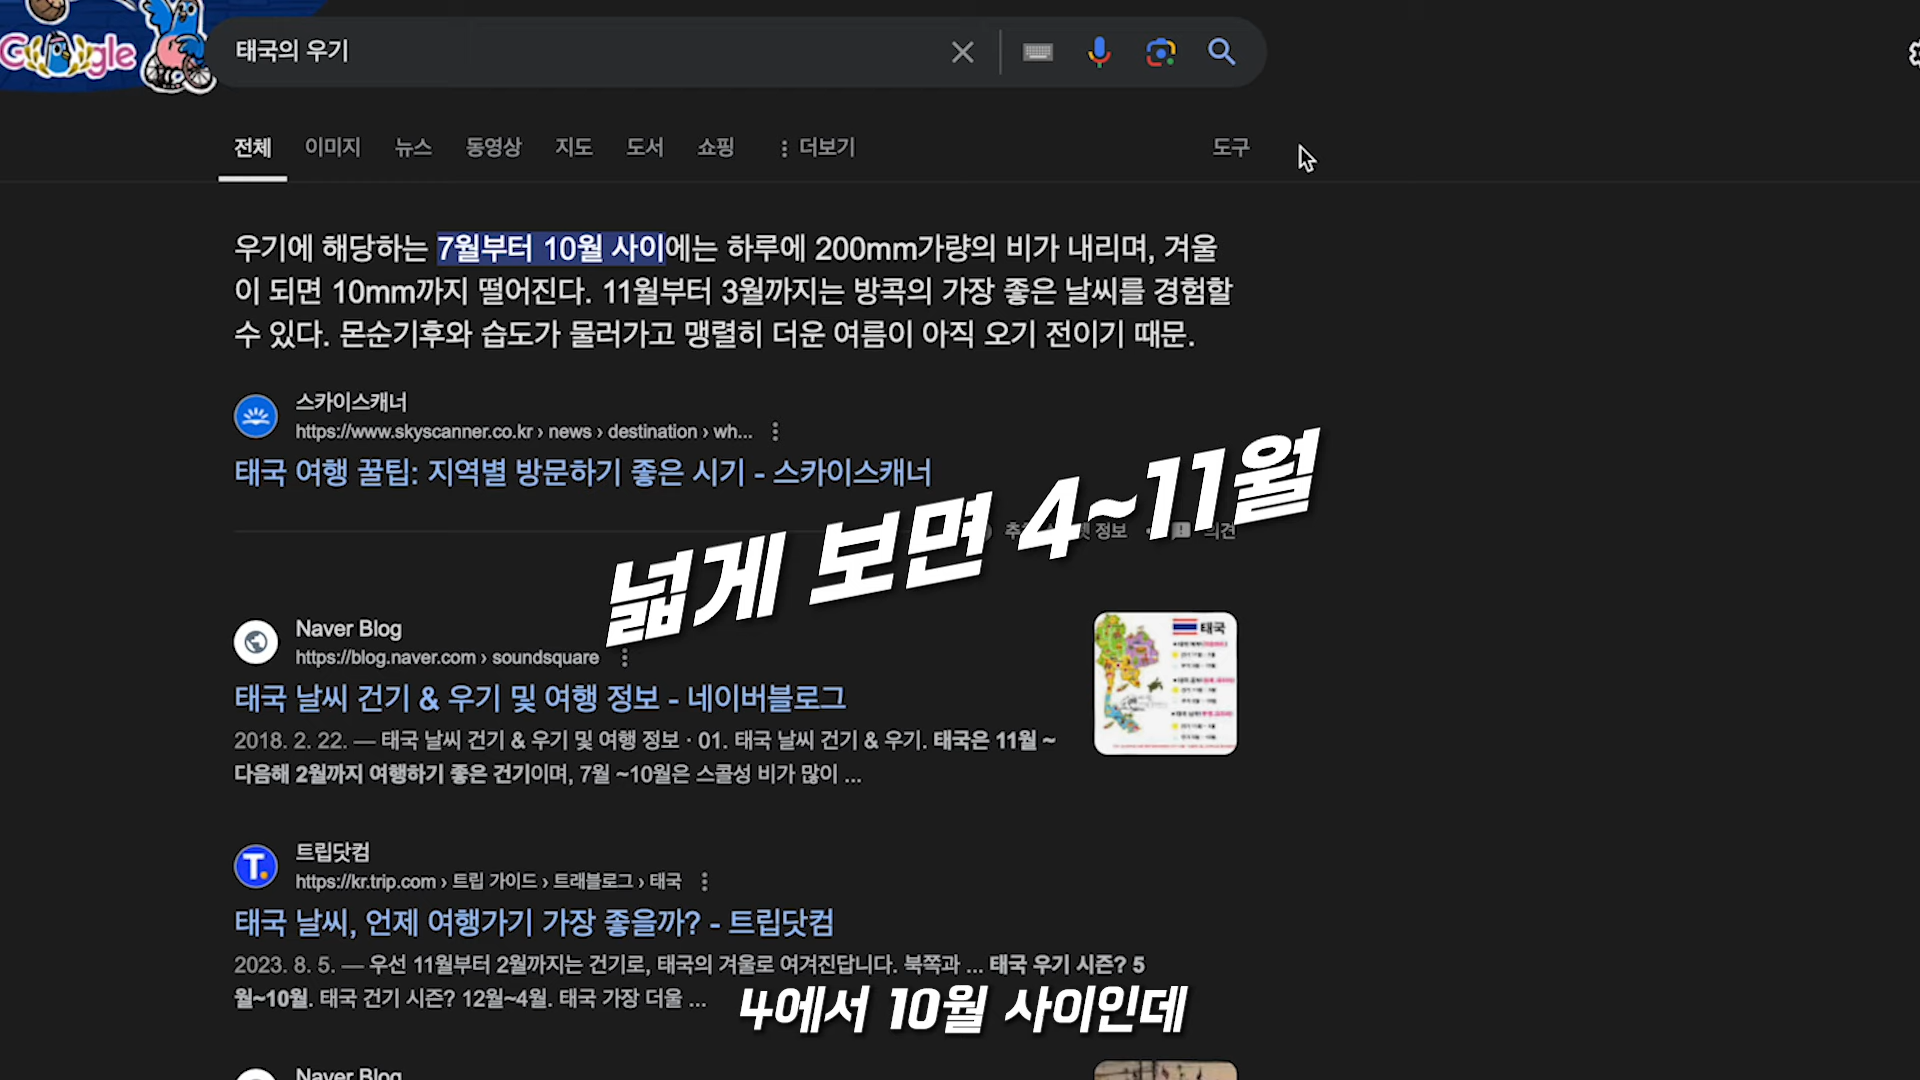 Google
태국의 우기
전체 이미지 뉴스 동영상 지도 도서 쇼핑 더보기 도구
우기에 해당하는 7월부터 10월 사이에는 하루에 200mm가량의 비가 내리며, 겨울
이 되면 10mm까지 떨어진다. 11월부터 3월까지는 방콕의 가장 좋은 날씨를 경험할
수 있다. 몬순기후와 습도가 물러가고 맹렬히 더운 여름이 아직 오기 전이기 때문.
스카이스캐너
https://www.skyscanner.co.kr › news › destination › wh...
태국 여행 꿀팁: 지역별 방문하기 좋은 시기 - 스카이스캐너
정보 • 의견
넓게 보면 4~11월
Naver Blog
https://blog.naver.com › soundsquare
태국 날씨 건기 & 우기 및 여행 정보 - 네이버블로그
태국
2018. 2. 22. — 태국 날씨 건기 & 우기 및 여행 정보 · 01. 태국 날씨 건기 & 우기. 태국은 11월 ~
다음해 2월까지 여행하기 좋은 건기이며, 7월 ~10월은 스콜성 비가 많이 ...
트립닷컴
https://kr.trip.com › 트립 가이드 › 트래블로그 › 태국
태국 날씨, 언제 여행가기 가장 좋을까? - 트립닷컴
2023. 8. 5. — 우선 11월부터 2월까지는 건기로, 태국의 겨울로 여겨진답니다. 북쪽과 ... 태국 우기 시즌? 5
월~10월. 태국 건기 시즌? 12월~4월. 태국 가장 더울 ...
4에서 10월 사이인데
Naver Blog